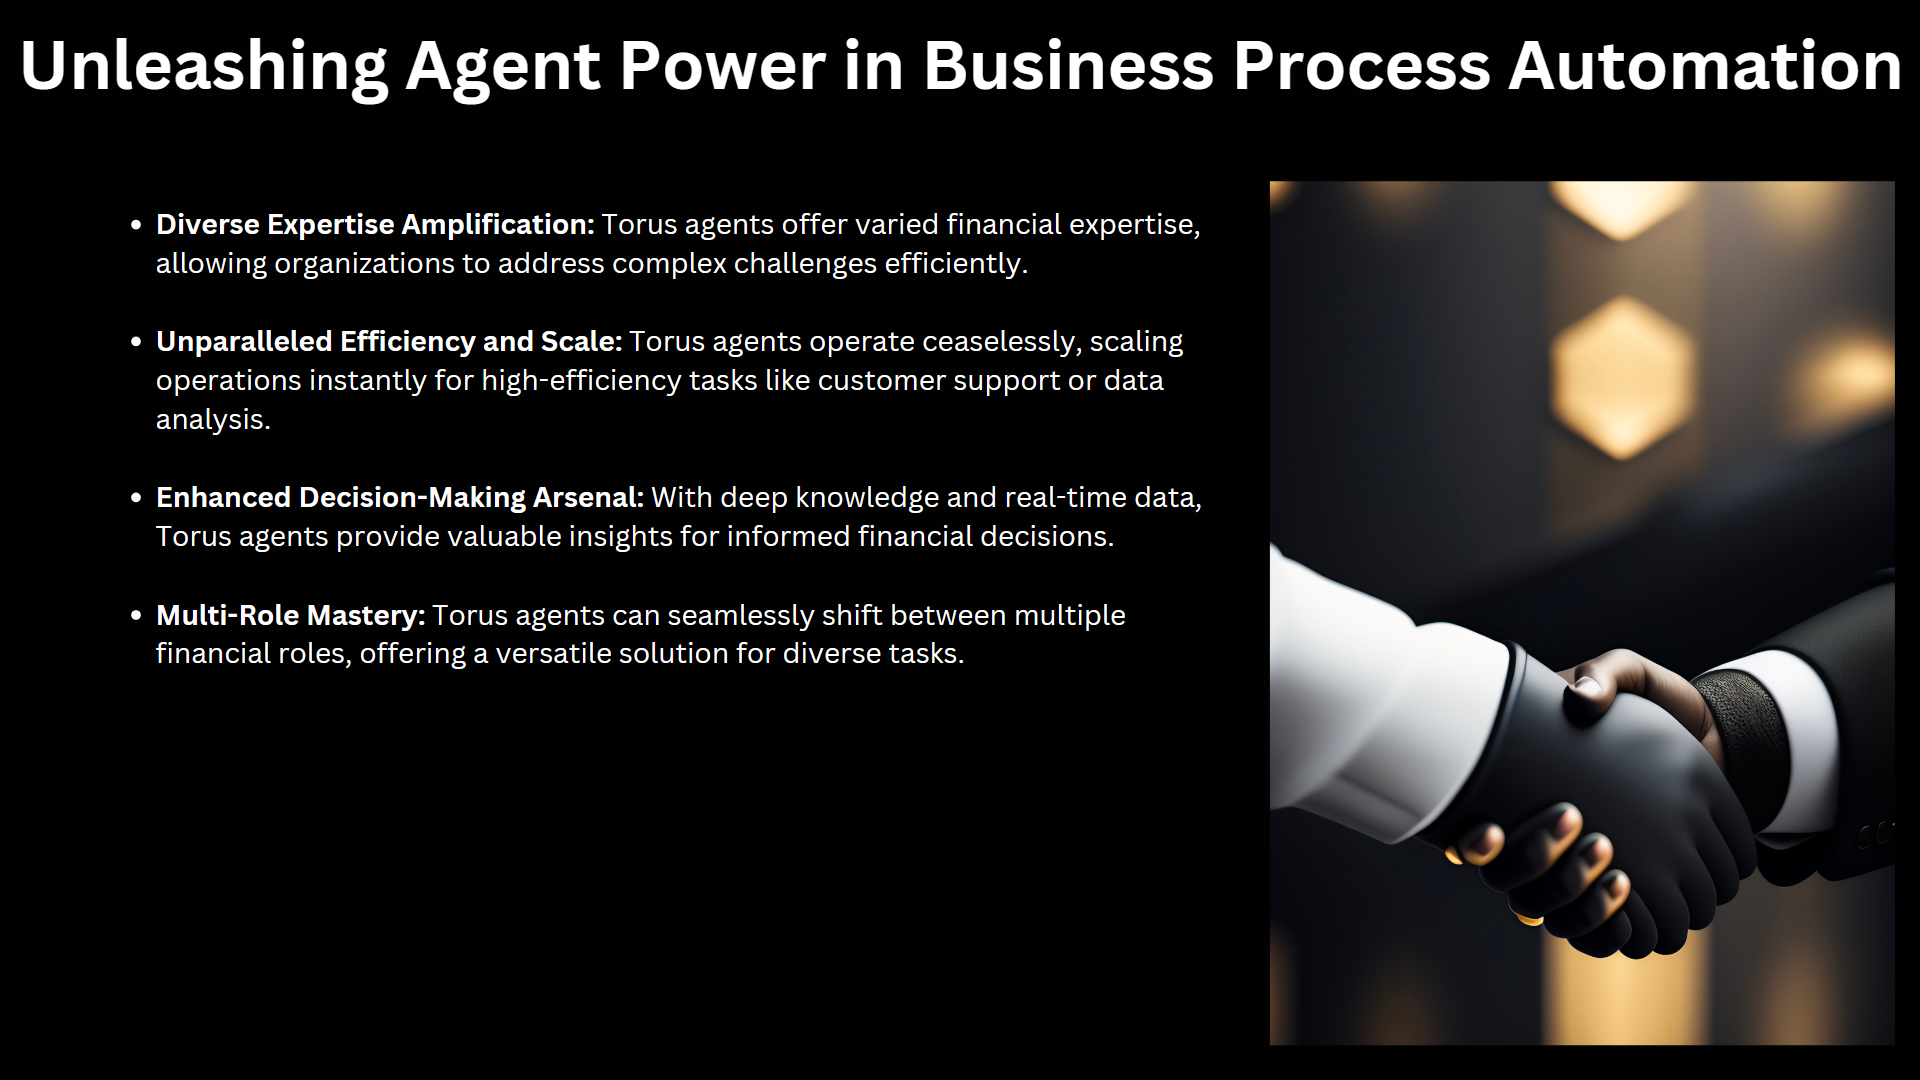 Unleashing Agent Power in Business Process Automation
• Diverse Expertise Amplification: Torus agents offer varied financial expertise,
allowing organizations to address complex challenges efficiently.
• Unparalleled Efficiency and Scale: Torus agents operate ceaselessly, scaling
operations instantly for high-efficiency tasks like customer support or data
analysis.
• Enhanced Decision-Making Arsenal: With deep knowledge and real-time data,
Torus agents provide valuable insights for informed financial decisions.
• Multi-Role Mastery: Torus agents can seamlessly shift between multiple
financial roles, offering a versatile solution for diverse tasks.